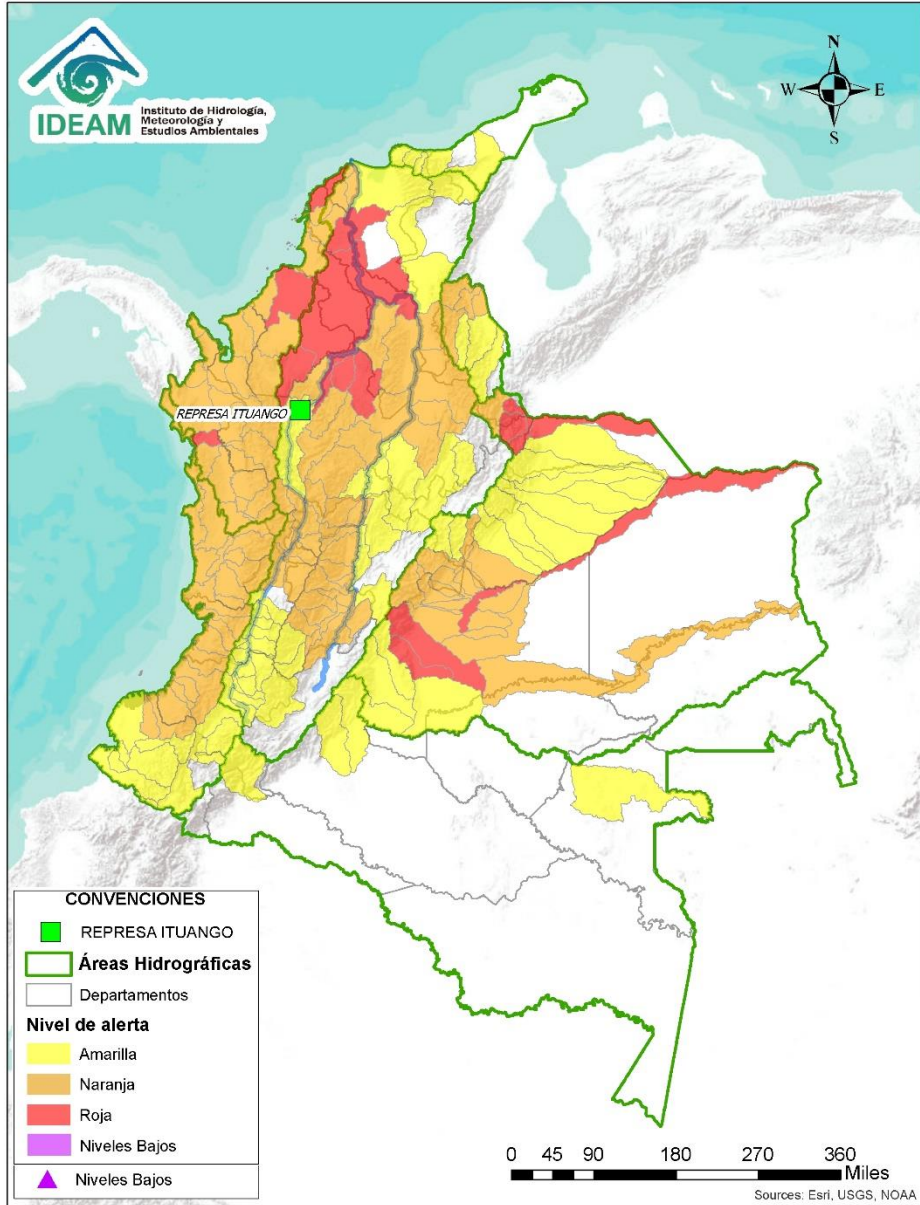 IDEAM
Instituto de Hidrología,
Meteorología y
Estudios Ambientales
N
W
E
S
REPRESA ITUANGO
CONVENCIONES
REPRESA ITUANGO
Áreas Hidrográficas
Departamentos
Nivel de alerta
Amarilla
Naranja
Roja
Niveles Bajos
Niveles Bajos
0 45 90 180 270 360
Miles
Sources: Esri, USGS, NOAA